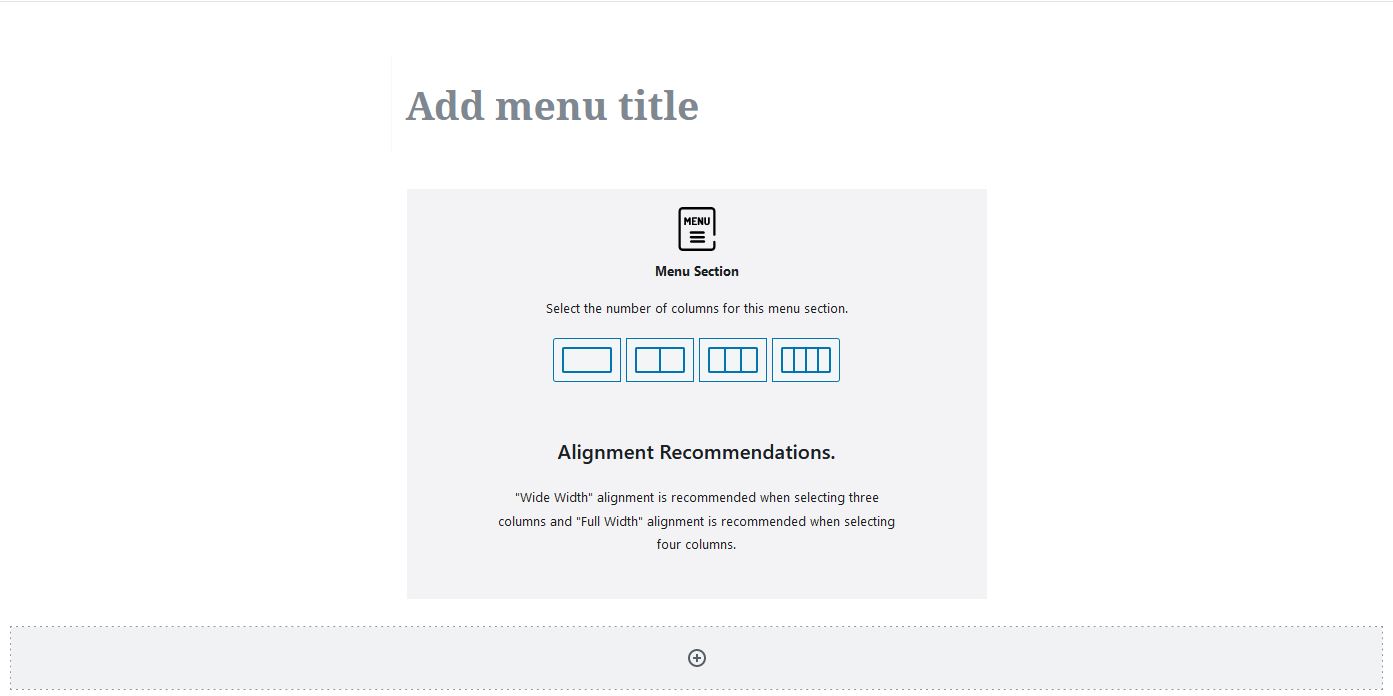 Add menu title
MENU
Menu Section
Select the number of columns for this menu section.
Alignment Recommendations.
"Wide Width" alignment is recommended when selecting three
columns and "Full Width" alignment is recommended when selecting
four columns.